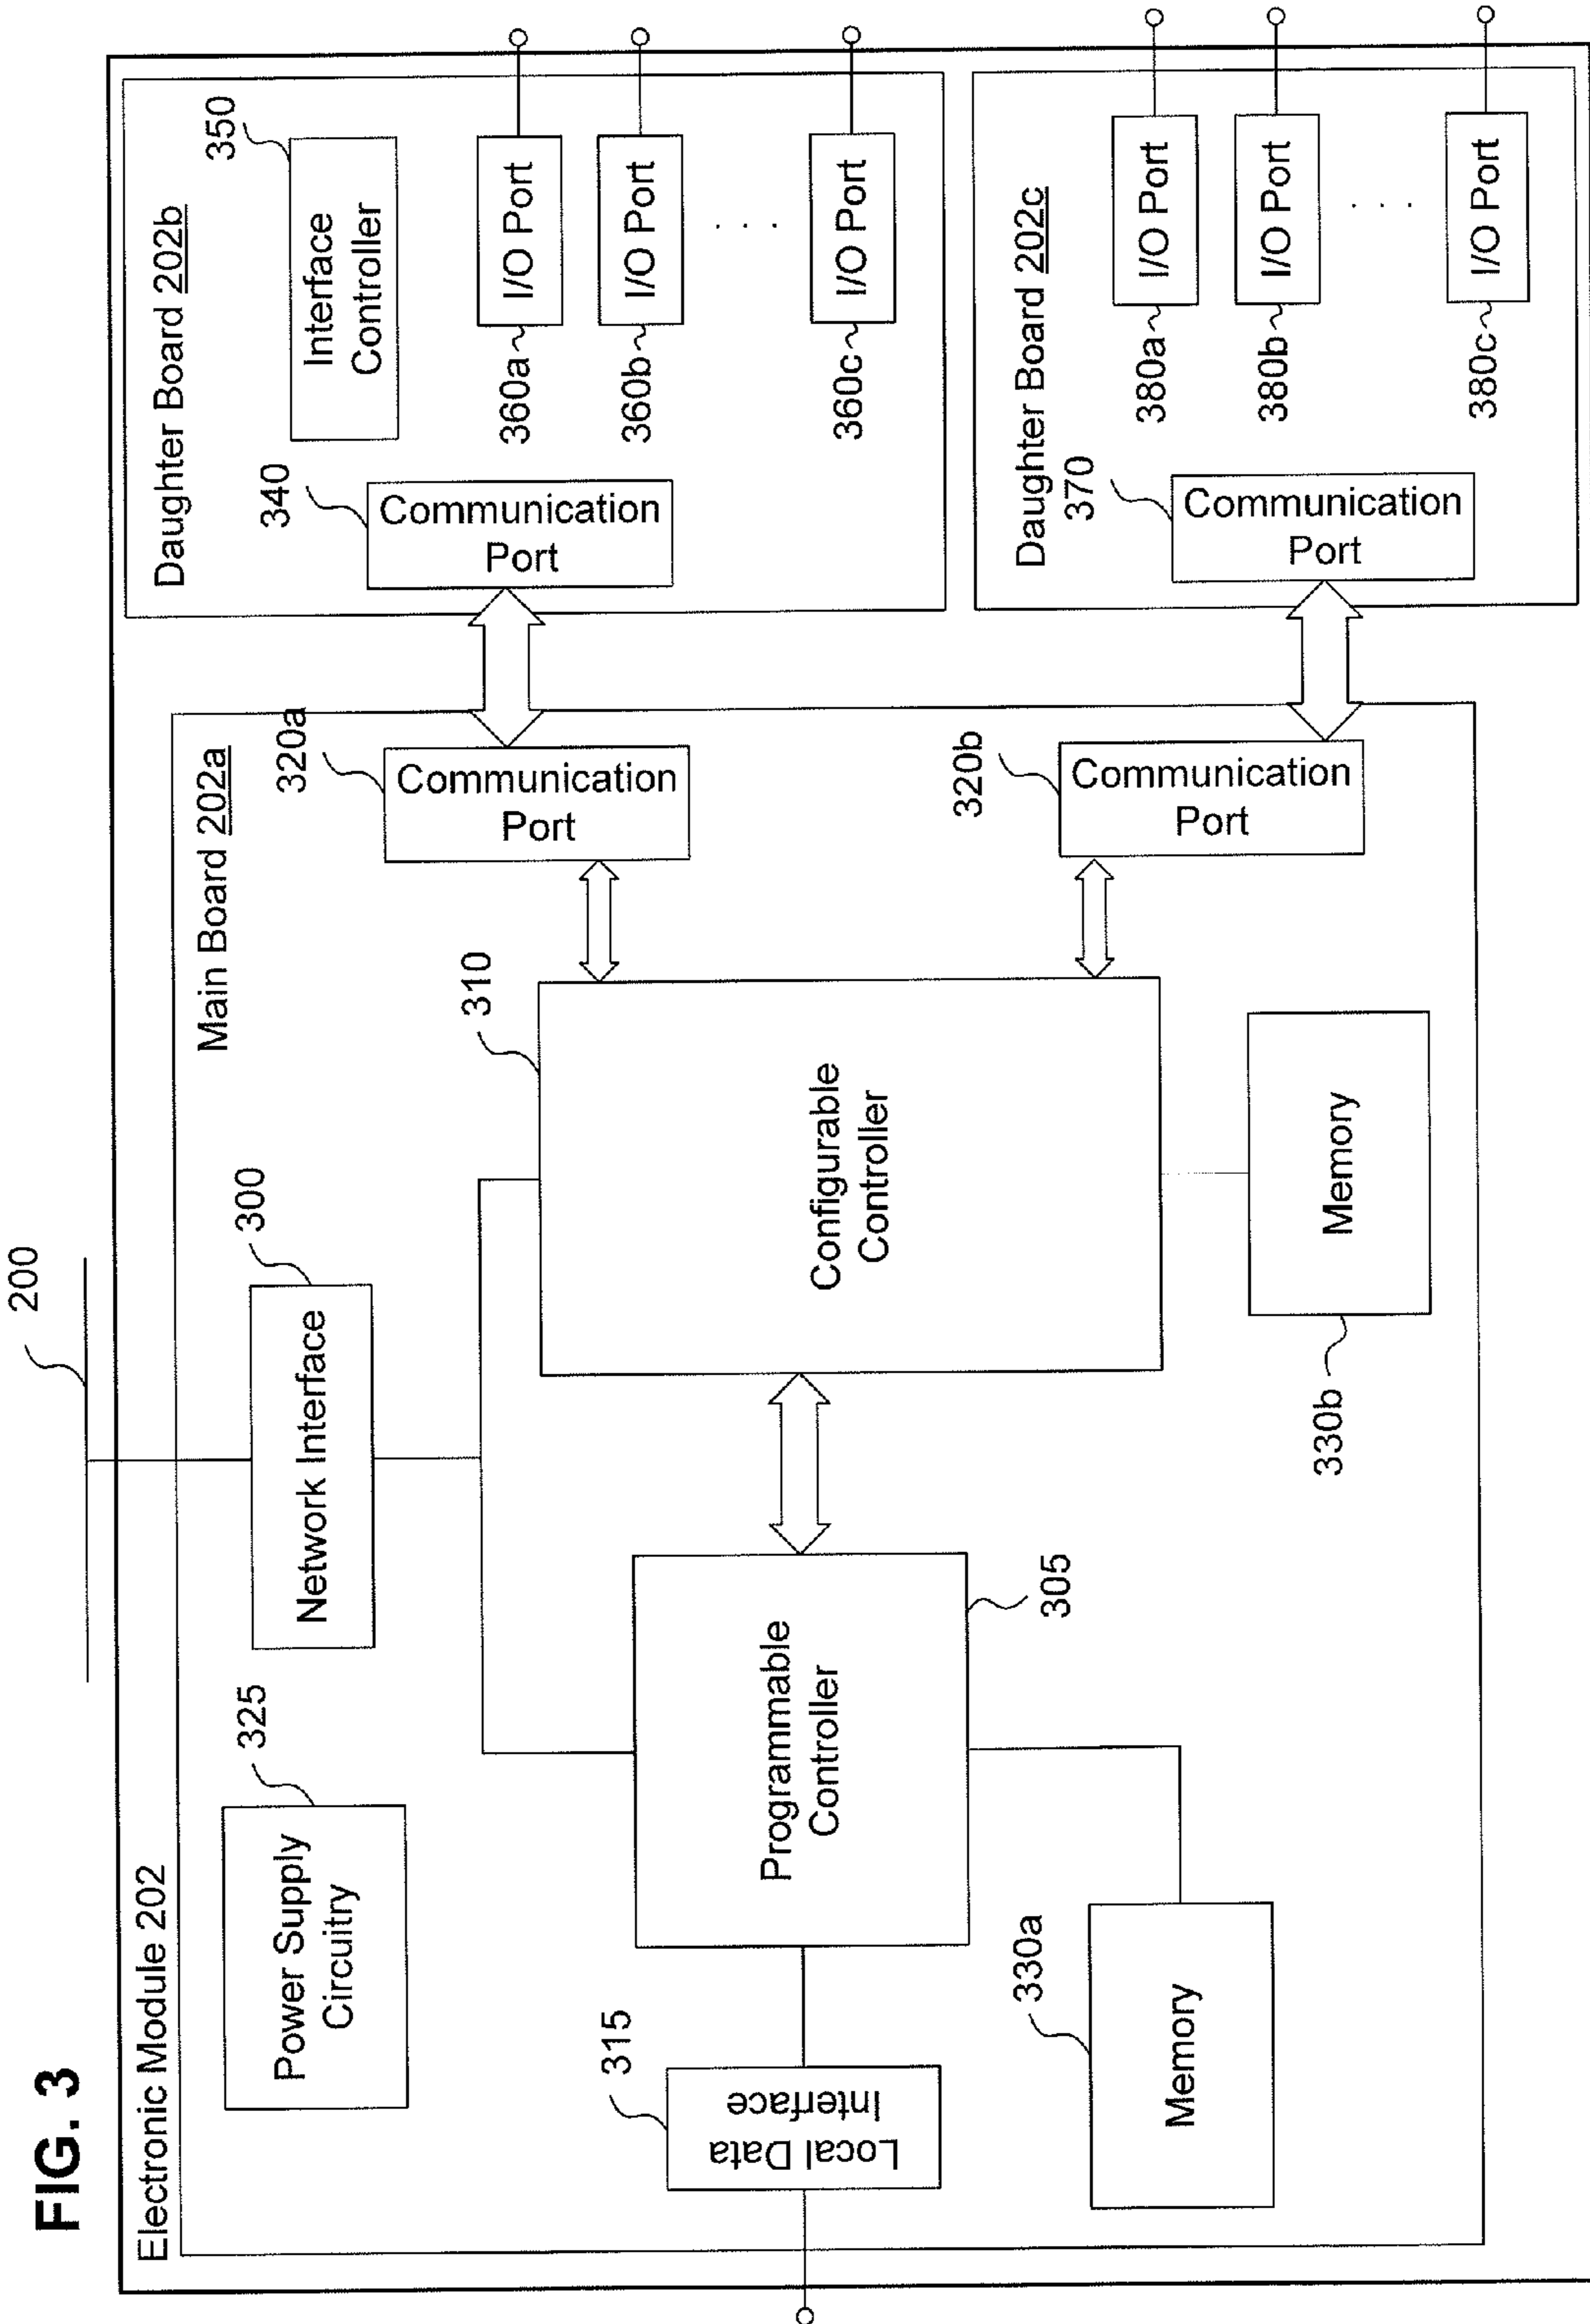 FIG. 3
200
Electronic Module 202
Main Board 202a
Power Supply
Circuitry
325
Network Interface
300
Local Data
Interface
315
Programmable
Controller
305
Configurable
Controller
310
Memory
330a
Memory
330b
Communication
Port
320a
Communication
Port
320b
Daughter Board 202b
Communication
Port
340
Interface
Controller
350
I/O Port
360a
I/O Port
360b
. . .
I/O Port
360c
Daughter Board 202c
Communication
Port
370
I/O Port
380a
I/O Port
380b
. . .
I/O Port
380c